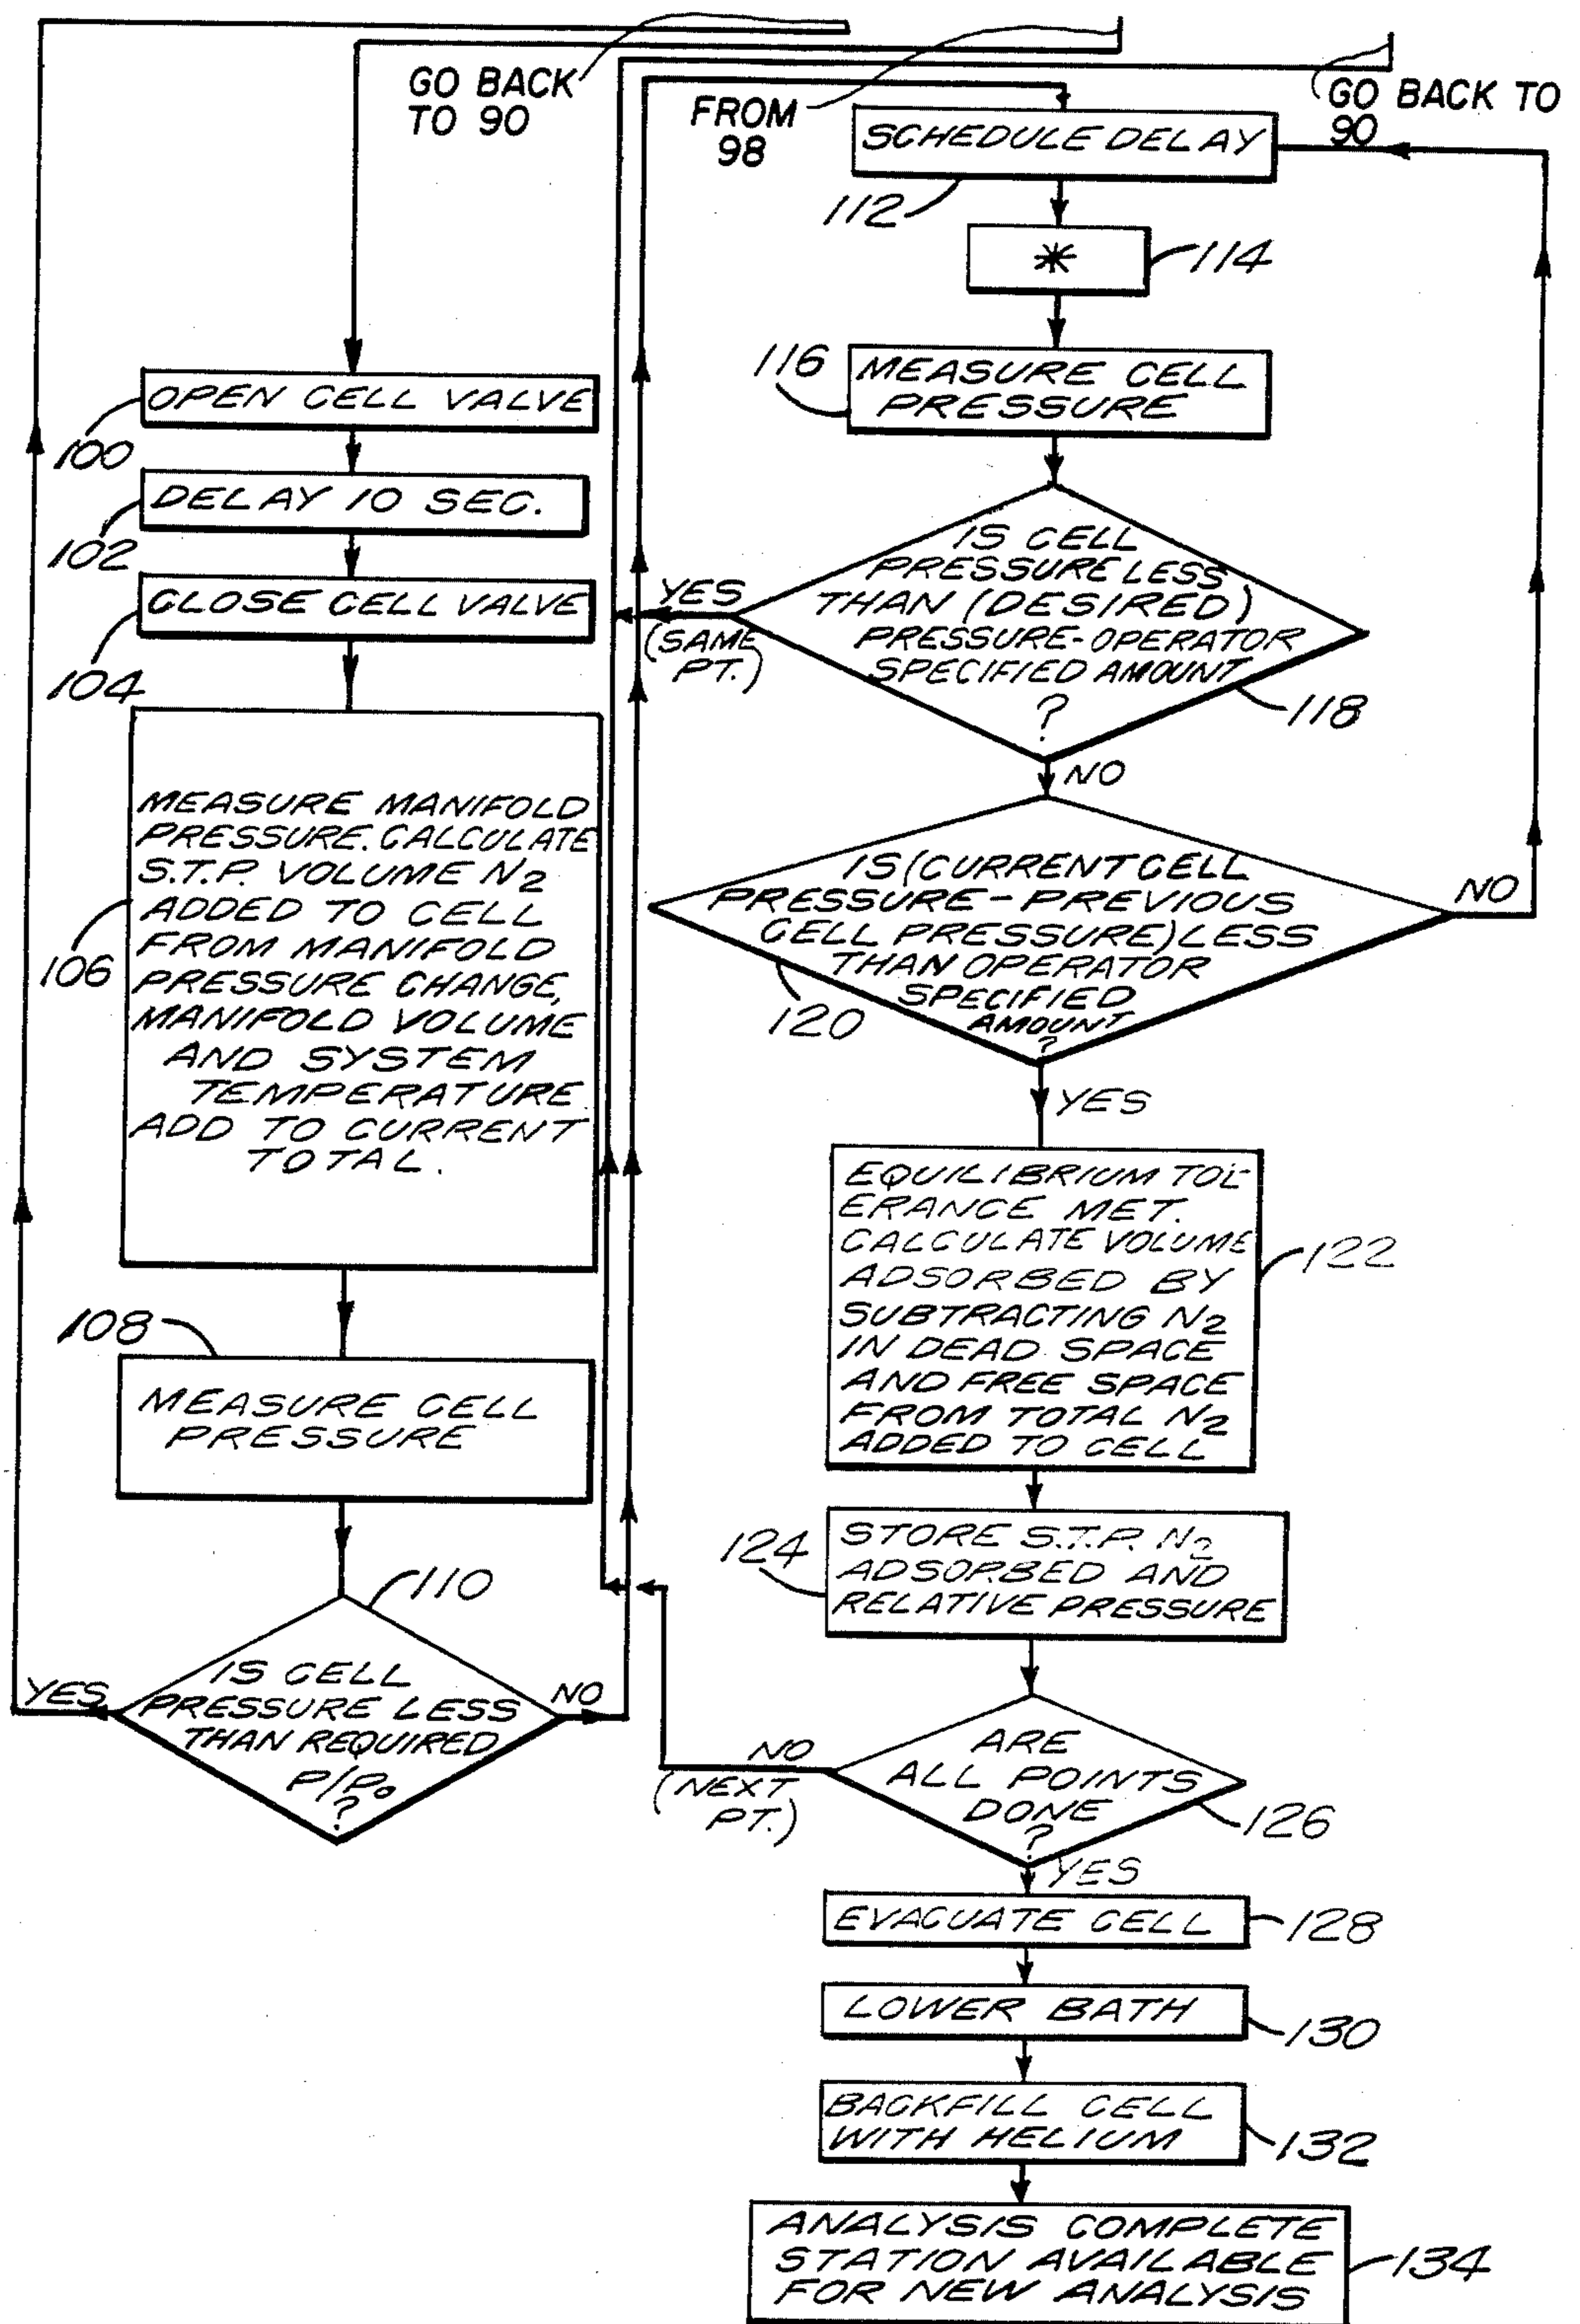 GO BACK
TO 90
FROM
98
GO BACK TO
90
OPEN CELL VALVE
100
DELAY 10 SEC.
102
CLOSE CELL VALVE
104
MEASURE MANIFOLD
PRESSURE. CALCULATE
S.T.P. VOLUME N2
ADDED TO CELL
FROM MANIFOLD
PRESSURE CHANGE,
MANIFOLD VOLUME
AND SYSTEM
TEMPERATURE
ADD TO CURRENT
TOTAL.
106
108
MEASURE CELL
PRESSURE
110
IS CELL
PRESSURE LESS
THAN REQUIRED
P/Po
?
YES
NO
SCHEDULE DELAY
112
*
114
116
MEASURE CELL
PRESSURE
IS CELL
PRESSURE LESS
THAN (DESIRED)
PRESSURE-OPERATOR
SPECIFIED AMOUNT
?
118
YES
(SAME
PT.)
NO
IS (CURRENT CELL
PRESSURE - PREVIOUS
CELL PRESSURE) LESS
THAN OPERATOR
SPECIFIED
AMOUNT
?
120
NO
YES
EQUILIBRIUM TOL-
ERANCE MET.
CALCULATE VOLUME
ADSORBED BY
SUBTRACTING N2
IN DEAD SPACE
AND FREE SPACE
FROM TOTAL N2
ADDED TO CELL
122
124
STORE S.T.P. N2
ADSORBED AND
RELATIVE PRESSURE
ARE
ALL POINTS
DONE
?
126
NO
(NEXT
PT.)
YES
EVACUATE CELL
128
LOWER BATH
130
BACKFILL CELL
WITH HELIUM
132
ANALYSIS COMPLETE
STATION AVAILABLE
FOR NEW ANALYSIS
134